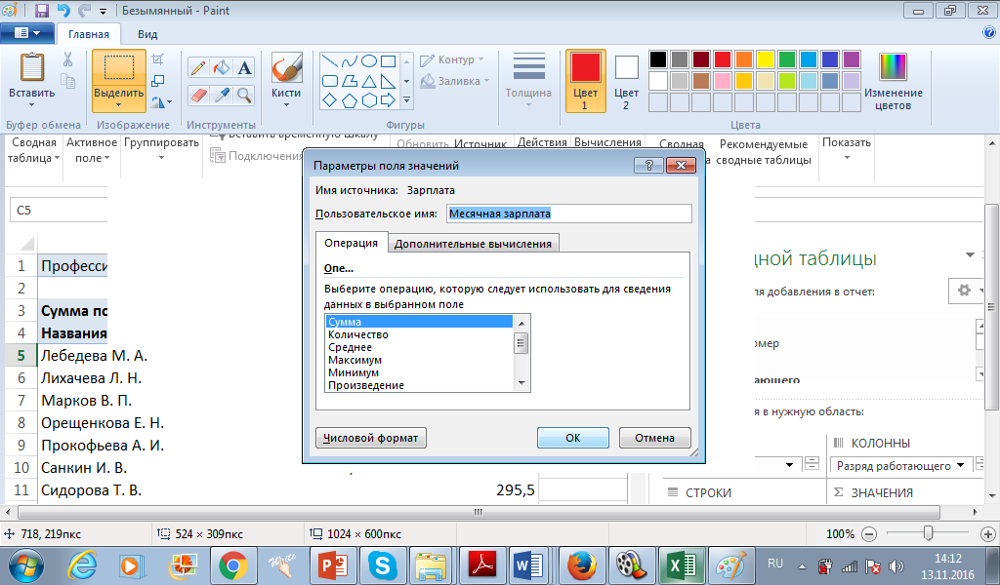 Безымянный - Paint
Главная
Вид
Вставить
Выделить
Кисти
Контур
Заливка
Толщина
Цвет 1
Цвет 2
Изменение цветов
Буфер обмена
Изображение
Инструменты
Фигуры
Цвета
Сводная таблица
Активное поле
Группировать
Вставить временную шкалу
Подключения
Обновить
Источник
Действия
Вычисления
Сводная
Рекомендуемые сводные таблицы
Показать
Параметры поля значений
Имя источника: Зарплата
Пользовательское имя: Месячная зарплата
Операция
Дополнительные вычисления
Опе...
Выберите операцию, которую следует использовать для сведения
данных в выбранном поле
Сумма
Количество
Среднее
Максимум
Минимум
Произведение
Числовой формат
ОК
Отмена
C5
1 Професси
2
3 Сумма по
4 Названия
5 Лебедева М. А.
6 Лихачева Л. Н.
7 Марков В. П.
8 Орещенкова Е. Н.
9 Прокофьева А. И.
10 Санкин И. В.
11 Сидорова Т. В. 295,5
дной таблицы
ля добавления в отчет:
омер
ающего
я в нужную область:
КОЛОННЫ
Разряд работающего
СТРОКИ
Σ ЗНАЧЕНИЯ
718, 219пкс
524 × 309пкс
1024 × 600пкс
100%
RU
14:12
13.11.2016